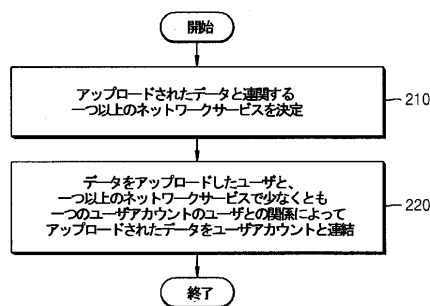 開始
アップロードされたデータと連関する
一つ以上のネットワークサービスを決定
210
データをアップロードしたユーザと、
一つ以上のネットワークサービスで少なくとも
一つのユーザアカウントのユーザとの関係によって
アップロードされたデータをユーザアカウントと連結
220
終了